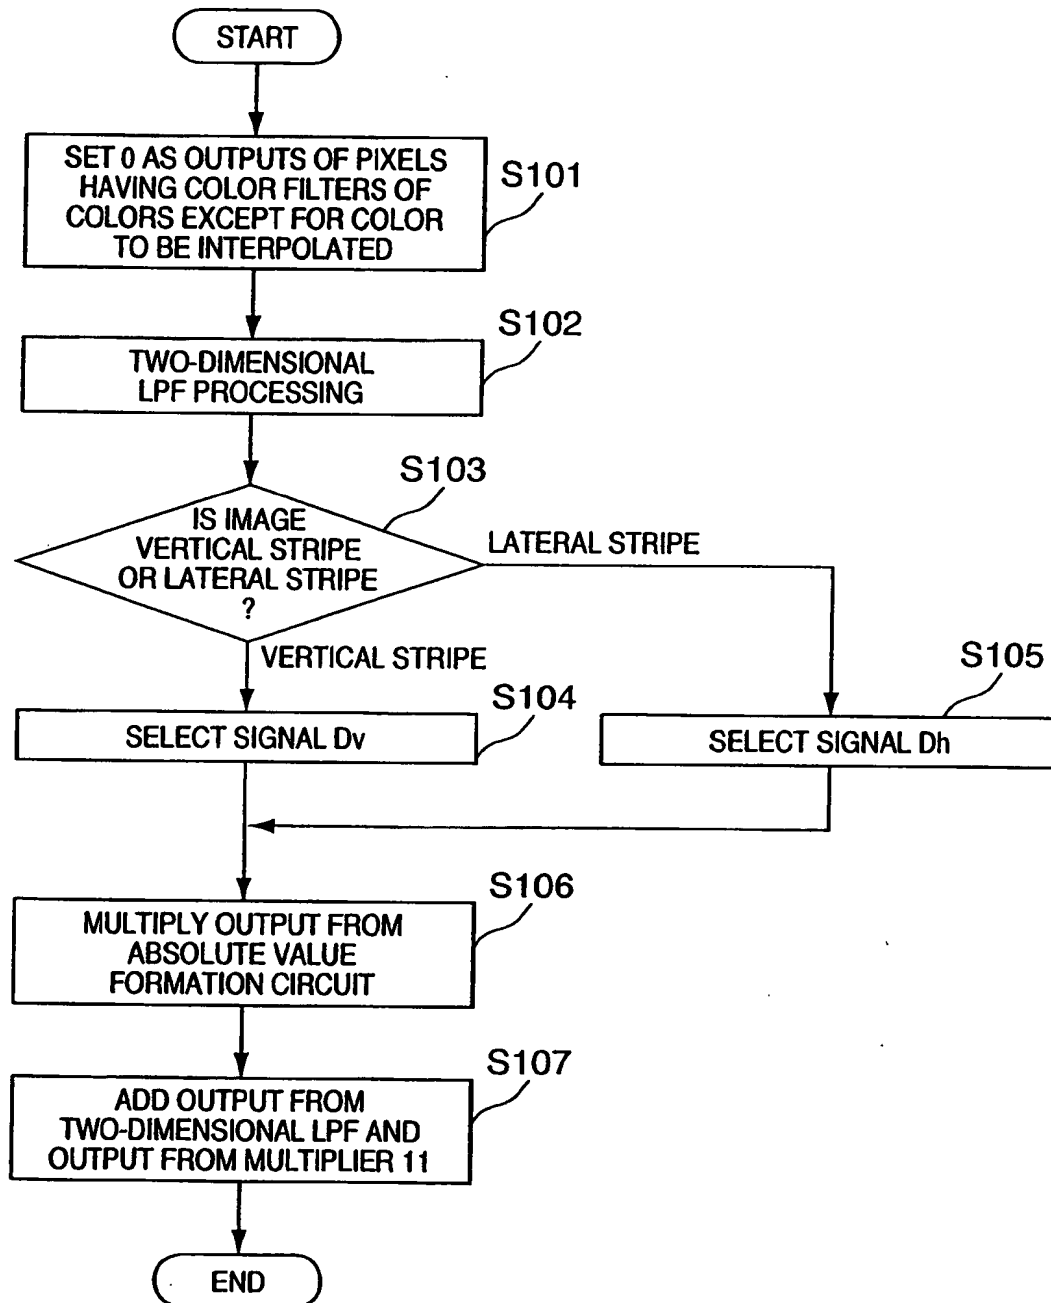 START
SET 0 AS OUTPUTS OF PIXELS
HAVING COLOR FILTERS OF
COLORS EXCEPT FOR COLOR
TO BE INTERPOLATED
S101
S102
TWO-DIMENSIONAL
LPF PROCESSING
S103
IS IMAGE
VERTICAL STRIPE
OR LATERAL STRIPE
?
LATERAL STRIPE
VERTICAL STRIPE
S104
SELECT SIGNAL Dv
S105
SELECT SIGNAL Dh
S106
MULTIPLY OUTPUT FROM
ABSOLUTE VALUE
FORMATION CIRCUIT
S107
ADD OUTPUT FROM
TWO-DIMENSIONAL LPF AND
OUTPUT FROM MULTIPLIER 11
END